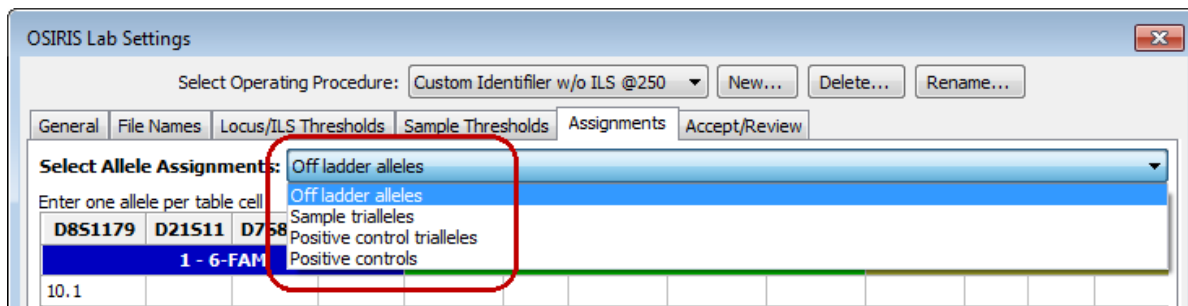 OSIRIS Lab Settings
Select Operating Procedure: Custom Identifiler w/o ILS @250 New... Delete... Rename...
General File Names Locus/ILS Thresholds Sample Thresholds Assignments Accept/Review
Select Allele Assignments: Off ladder alleles
Off ladder alleles
Enter one allele per table cell
Sample trialleles
D8S1179 D21S11 D7S8
Positive control trialleles
1 - 6-FAM
Positive controls
10.1